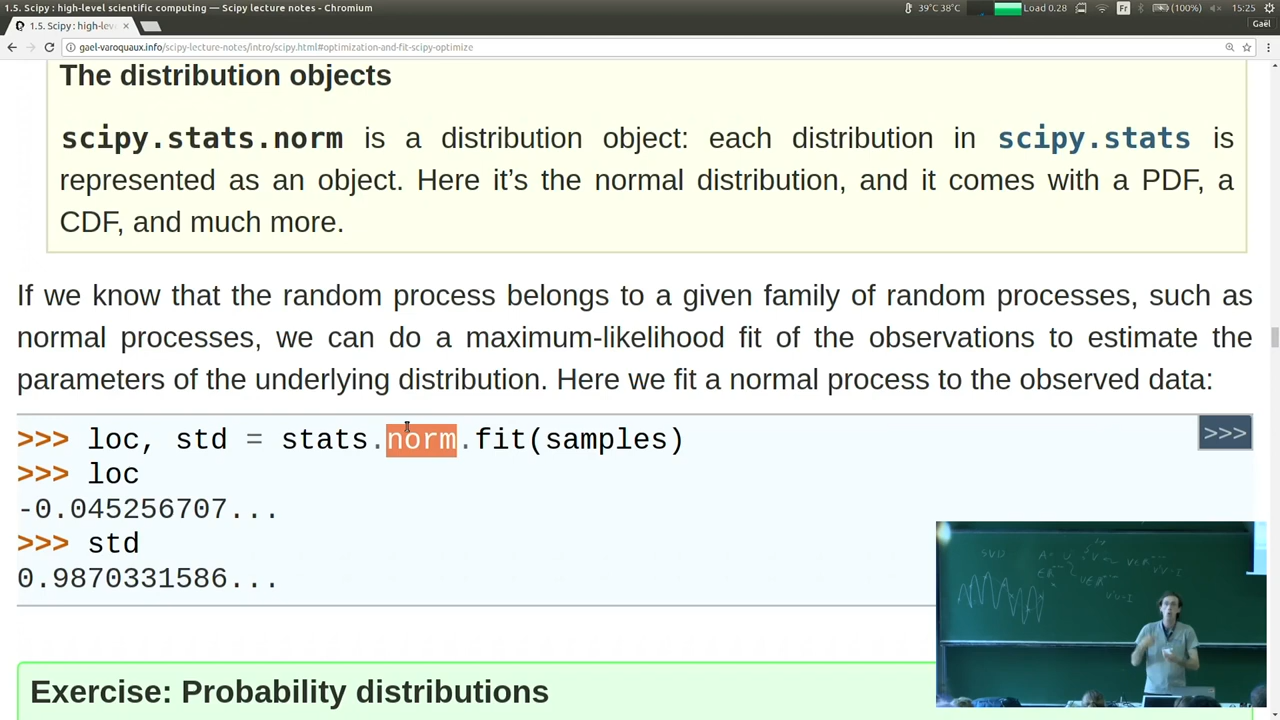 1.5. Scipy : high-level scientific computing — Scipy lecture notes - Chromium
39°C 38°C
Load 0.28
Fr
(100%)
15:25
1.5. Scipy : high-leve
Gaël
gael-varoquaux.info/scipy-lecture-notes/intro/scipy.html#optimization-and-fit-scipy-optimize
The distribution objects
scipy.stats.norm is a distribution object: each distribution in scipy.stats is
represented as an object. Here it’s the normal distribution, and it comes with a PDF, a
CDF, and much more.
If we know that the random process belongs to a given family of random processes, such as
normal processes, we can do a maximum-likelihood fit of the observations to estimate the
parameters of the underlying distribution. Here we fit a normal process to the observed data:
>>> loc, std = stats.norm.fit(samples)
>>>
>>> loc
-0.045256707...
>>> std
0.9870331586...
SVD
Exercise: Probability distributions